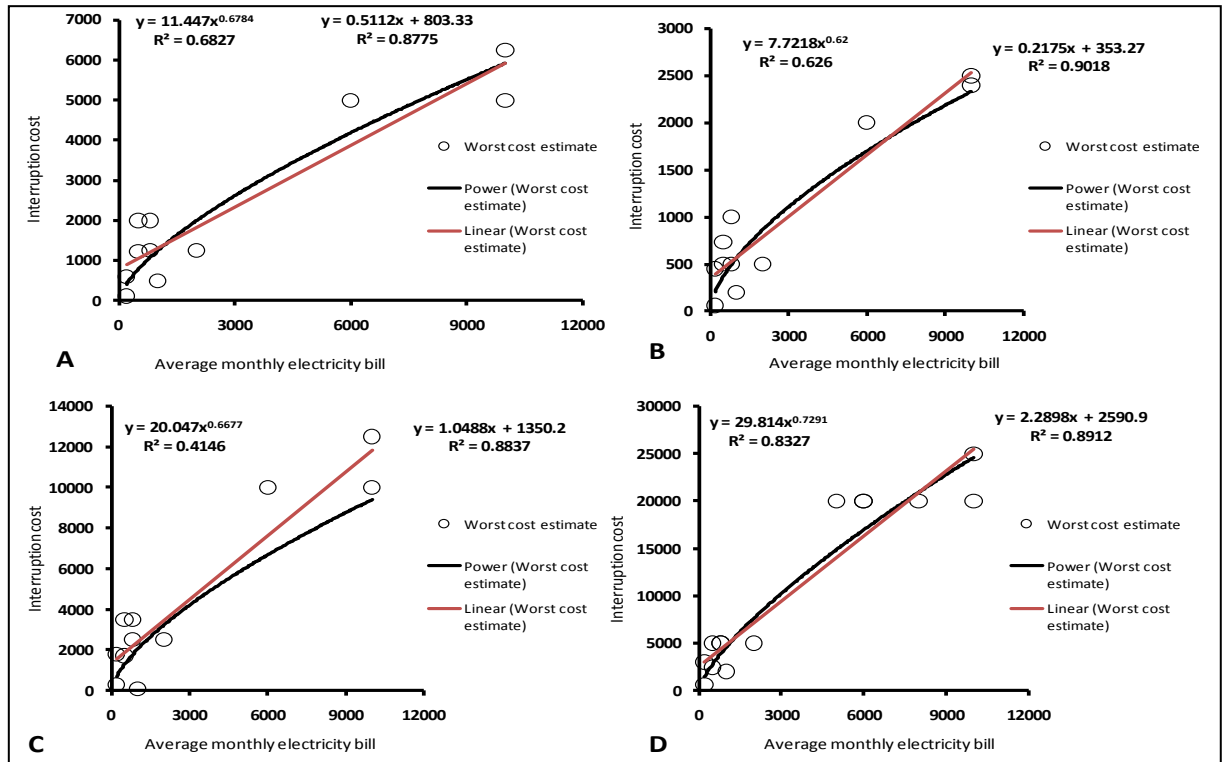 y = 11.447x^0.6784
R² = 0.6827
y = 0.5112x + 803.33
R² = 0.8775
7000
6000
5000
4000
3000
2000
1000
0
Interruption cost
0 3000 6000 9000 12000
Average monthly electricity bill
Worst cost estimate
Power (Worst cost
estimate)
Linear (Worst cost
estimate)
A
y = 7.7218x^0.62
R² = 0.626
y = 0.2175x + 353.27
R² = 0.9018
3000
2500
2000
1500
1000
500
0
Interruption cost
0 3000 6000 9000 12000
Average monthly electricity bill
Worst cost estimate
Power (Worst cost
estimate)
Linear (Worst cost
estimate)
B
y = 20.047x^0.6677
R² = 0.4146
y = 1.0488x + 1350.2
R² = 0.8837
14000
12000
10000
8000
6000
4000
2000
0
Interruption cost
0 3000 6000 9000 12000
Average monthly electricity bill
Worst cost estimate
Power (Worst cost
estimate)
Linear (Worst cost
estimate)
C
y = 29.814x^0.7291
R² = 0.8327
y = 2.2898x + 2590.9
R² = 0.8912
30000
25000
20000
15000
10000
5000
0
Interruption cost
0 3000 6000 9000 12000
Average monthly electricity bill
Worst cost estimate
Power (Worst cost
estimate)
Linear (Worst cost
estimate)
D